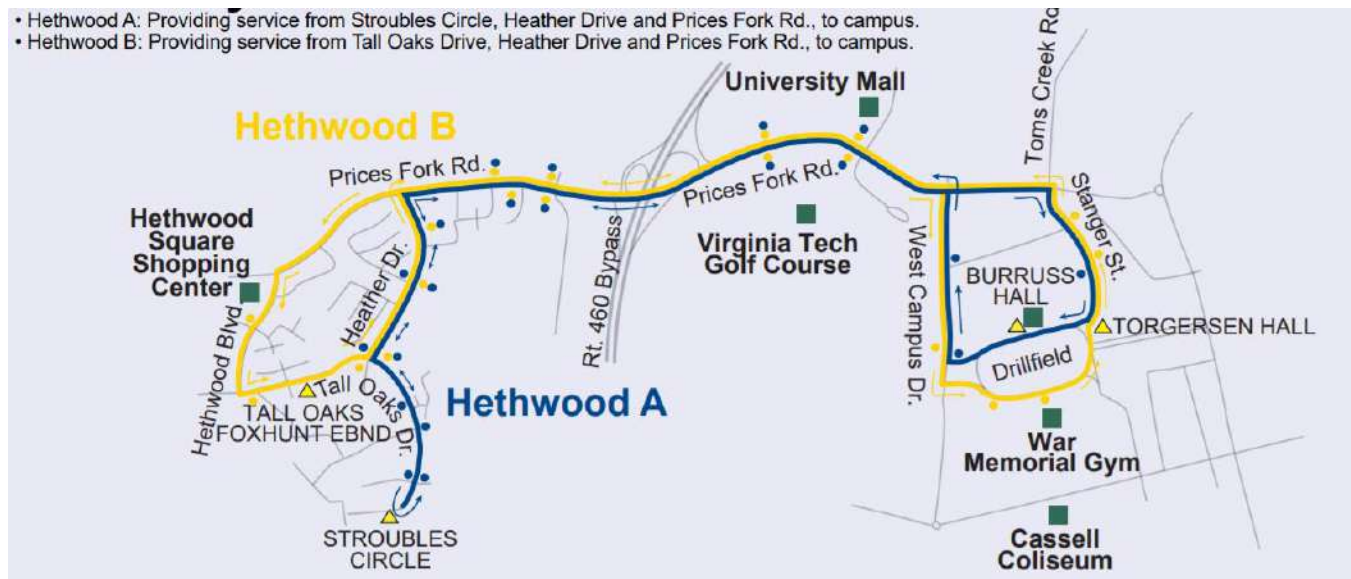 • Hethwood A: Providing service from Stroubles Circle, Heather Drive and Prices Fork Rd., to campus.
• Hethwood B: Providing service from Tall Oaks Drive, Heather Drive and Prices Fork Rd., to campus.
Hethwood B
University Mall
Toms Creek Rd
Prices Fork Rd.
Prices Fork Rd.
Stanger St.
Hethwood
Square
Shopping
Center
Heather Dr.
Rt. 460 Bypass
Virginia Tech
Golf Course
West Campus Dr.
BURRUSS
HALL
TORGERSEN HALL
Drillfield
Hethwood Blvd.
Tall Oaks Dr.
TALL OAKS
FOXHUNT EBND
Hethwood A
War
Memorial Gym
STROUBLES
CIRCLE
Cassell
Coliseum